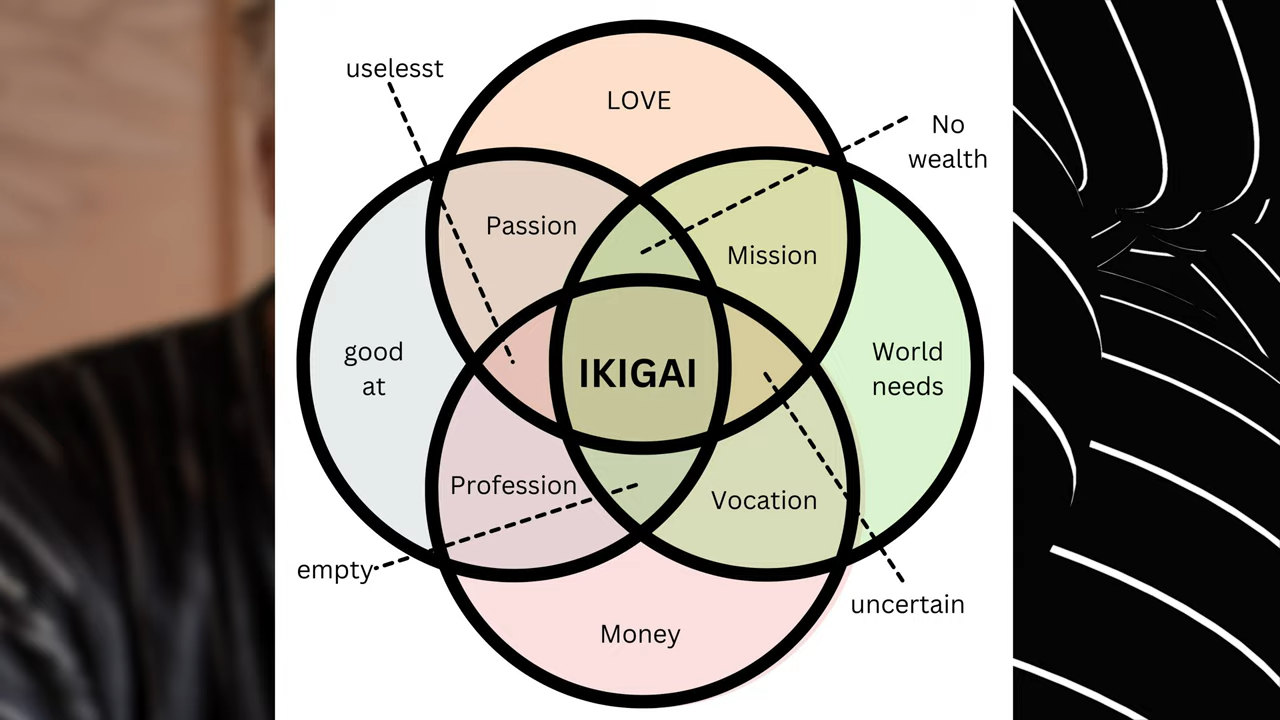 uselesst
LOVE
No
wealth
Passion
Mission
good
at
IKIGAI
World
needs
Profession
Vocation
empty
uncertain
Money